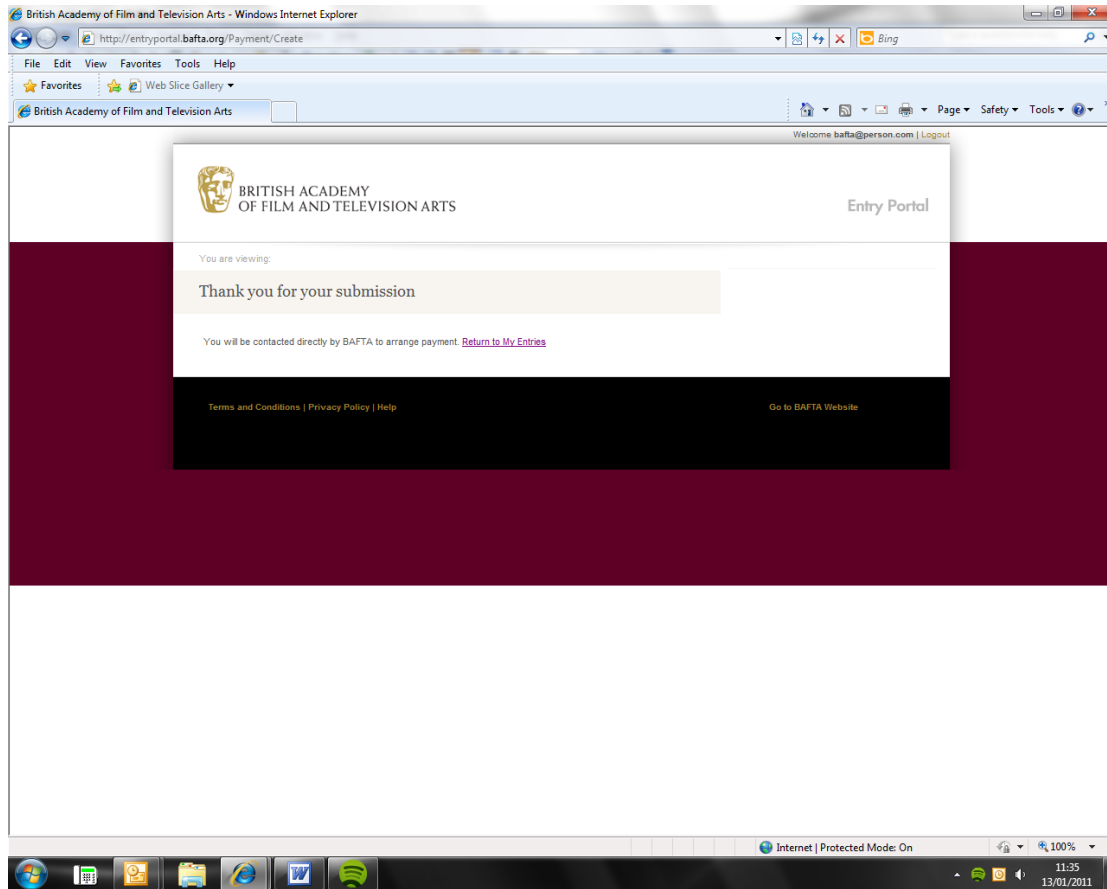 British Academy of Film and Television Arts - Windows Internet Explorer
http://entryportal.bafta.org/Payment/Create
Bing
File Edit View Favorites Tools Help
Favorites Web Slice Gallery
British Academy of Film and Television Arts
Page Safety Tools
Welcome bafta@person.com | Logout
BRITISH ACADEMY
OF FILM AND TELEVISION ARTS
Entry Portal
You are viewing:
Thank you for your submission
You will be contacted directly by BAFTA to arrange payment. Return to My Entries
Terms and Conditions | Privacy Policy | Help
Go to BAFTA Website
Internet | Protected Mode: On
100%
11:35
13/01/2011